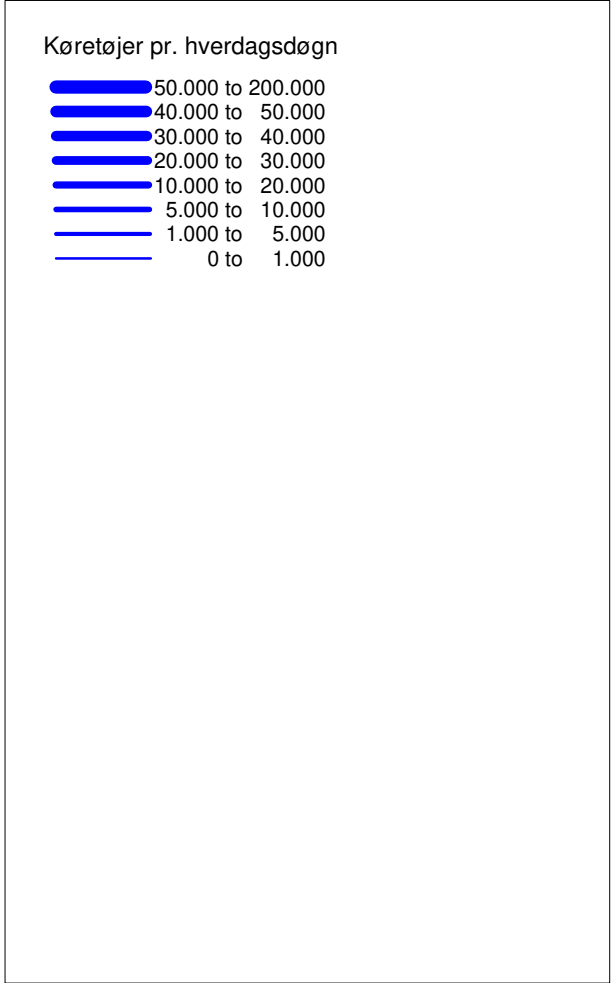 Køretøjer pr. hverdagsdøgn
50.000 to 200.000
40.000 to 50.000
30.000 to 40.000
20.000 to 30.000
10.000 to 20.000
5.000 to 10.000
1.000 to 5.000
0 to 1.000